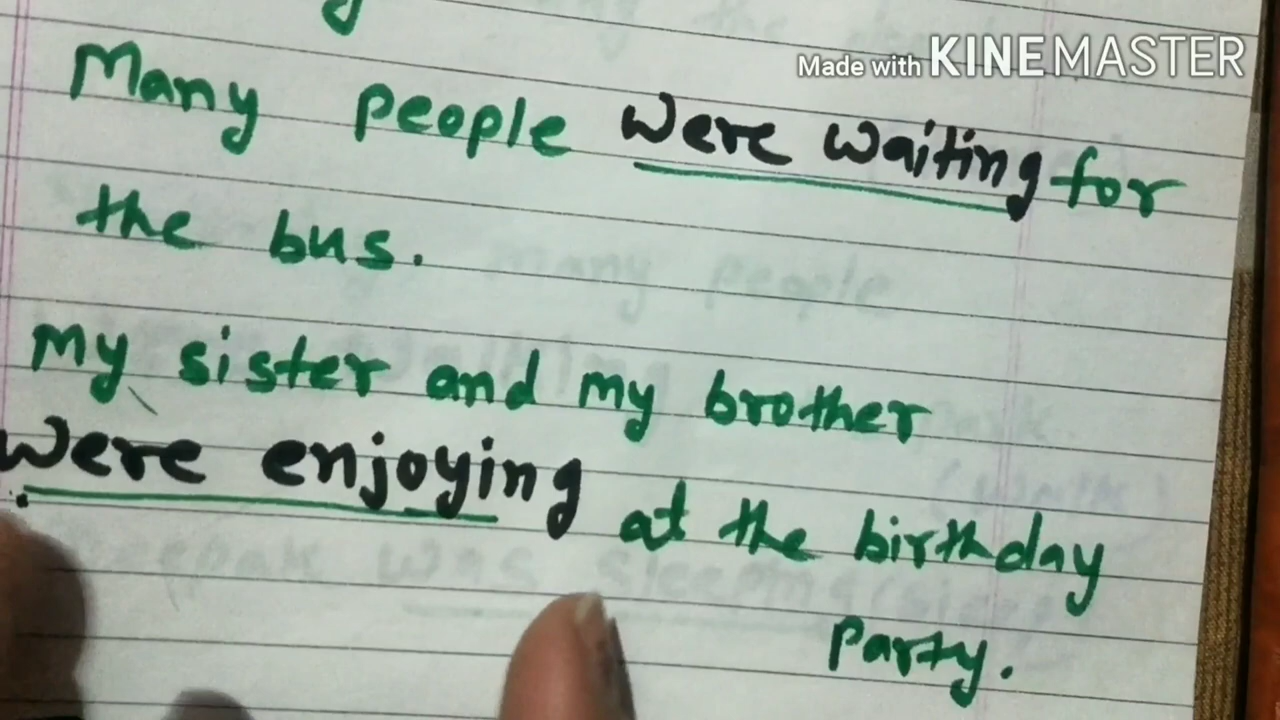 Made with KINEMASTER
Many people were waiting for
the bus.
My sister and my brother
were enjoying at the birthday
party.